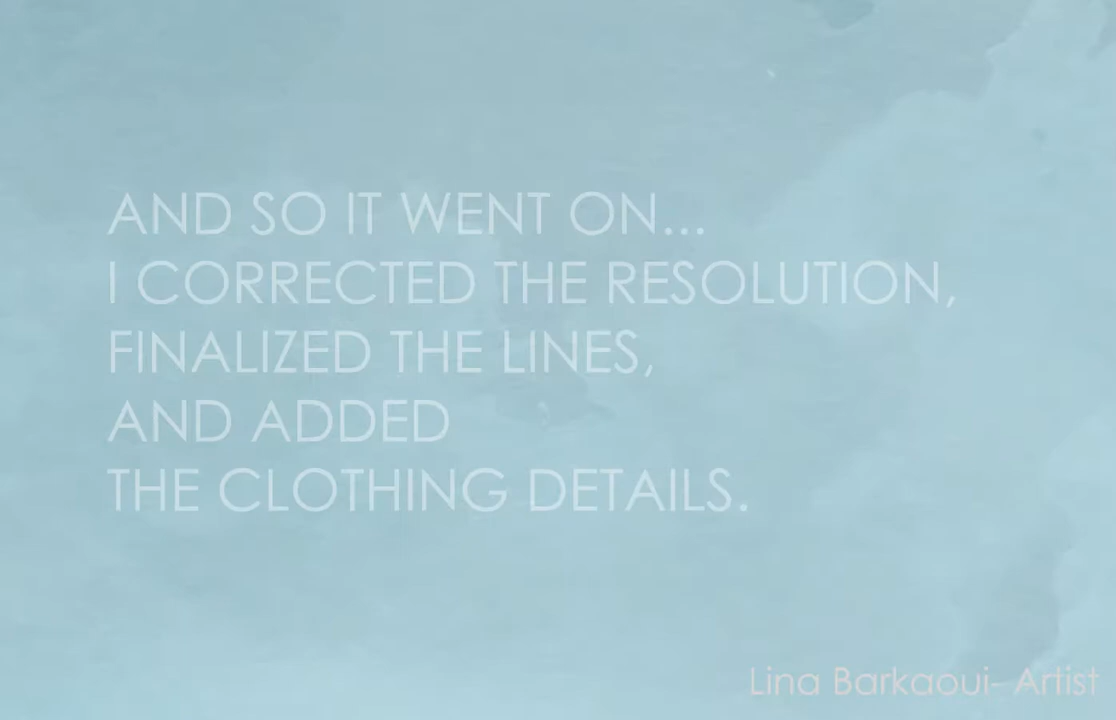 AND SO IT WENT ON...
I CORRECTED THE RESOLUTION,
FINALIZED THE LINES,
AND ADDED
THE CLOTHING DETAILS.
Lina Barkaoui- Artist